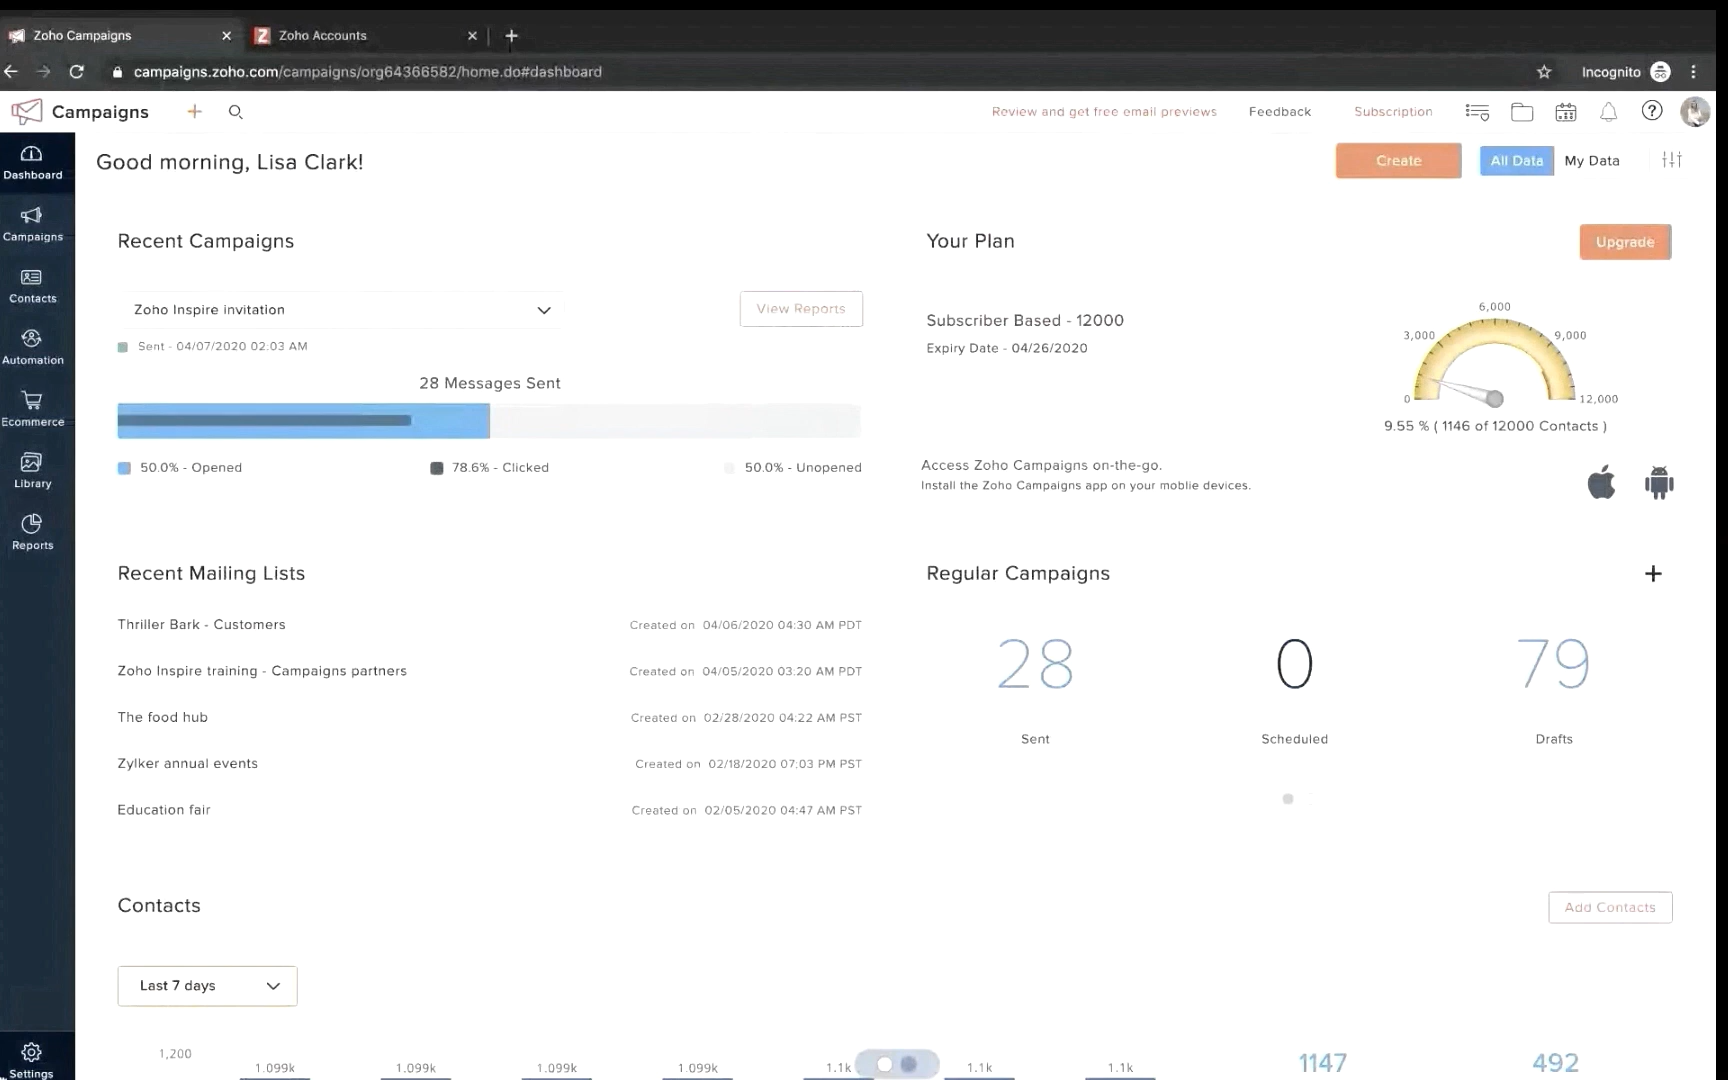 Zoho Campaigns
Zoho Accounts
campaigns.zoho.com/campaigns/org64366582/home.do#dashboard
Incognito
Campaigns
Review and get free email previews
Feedback
Subscription
Dashboard
Campaigns
Contacts
Automation
Ecommerce
Library
Reports
Settings
Good morning, Lisa Clark!
Create
All Data
My Data
Recent Campaigns
Zoho Inspire invitation
View Reports
Sent - 04/07/2020 02:03 AM
28 Messages Sent
50.0% - Opened
78.6% - Clicked
50.0% - Unopened
Your Plan
Upgrade
Subscriber Based - 12000
Expiry Date - 04/26/2020
0
3,000
6,000
9,000
12,000
9.55 % ( 1146 of 12000 Contacts )
Access Zoho Campaigns on-the-go.
Install the Zoho Campaigns app on your moblie devices.
Recent Mailing Lists
Thriller Bark - Customers Created on 04/06/2020 04:30 AM PDT
Zoho Inspire training - Campaigns partners Created on 04/05/2020 03:20 AM PDT
The food hub Created on 02/28/2020 04:22 AM PST
Zylker annual events Created on 02/18/2020 07:03 PM PST
Education fair Created on 02/05/2020 04:47 AM PST
Regular Campaigns
28 0 79
Sent Scheduled Drafts
Contacts
Add Contacts
Last 7 days
1,200
1.099k 1.099k 1.099k 1.099k 1.1k 1.1k 1.1k
1147 492